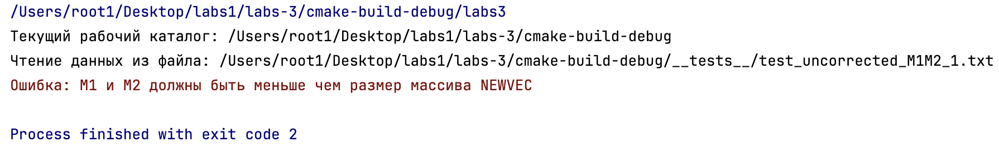 /Users/root1/Desktop/labs1/labs-3/cmake-build-debug/labs3
Текущий рабочий каталог: /Users/root1/Desktop/labs1/labs-3/cmake-build-debug
Чтение данных из файла: /Users/root1/Desktop/labs1/labs-3/cmake-build-debug/__tests__/test_uncorrected_M1M2_1.txt
Ошибка: M1 и M2 должны быть меньше чем размер массива NEWVEC
Process finished with exit code 2